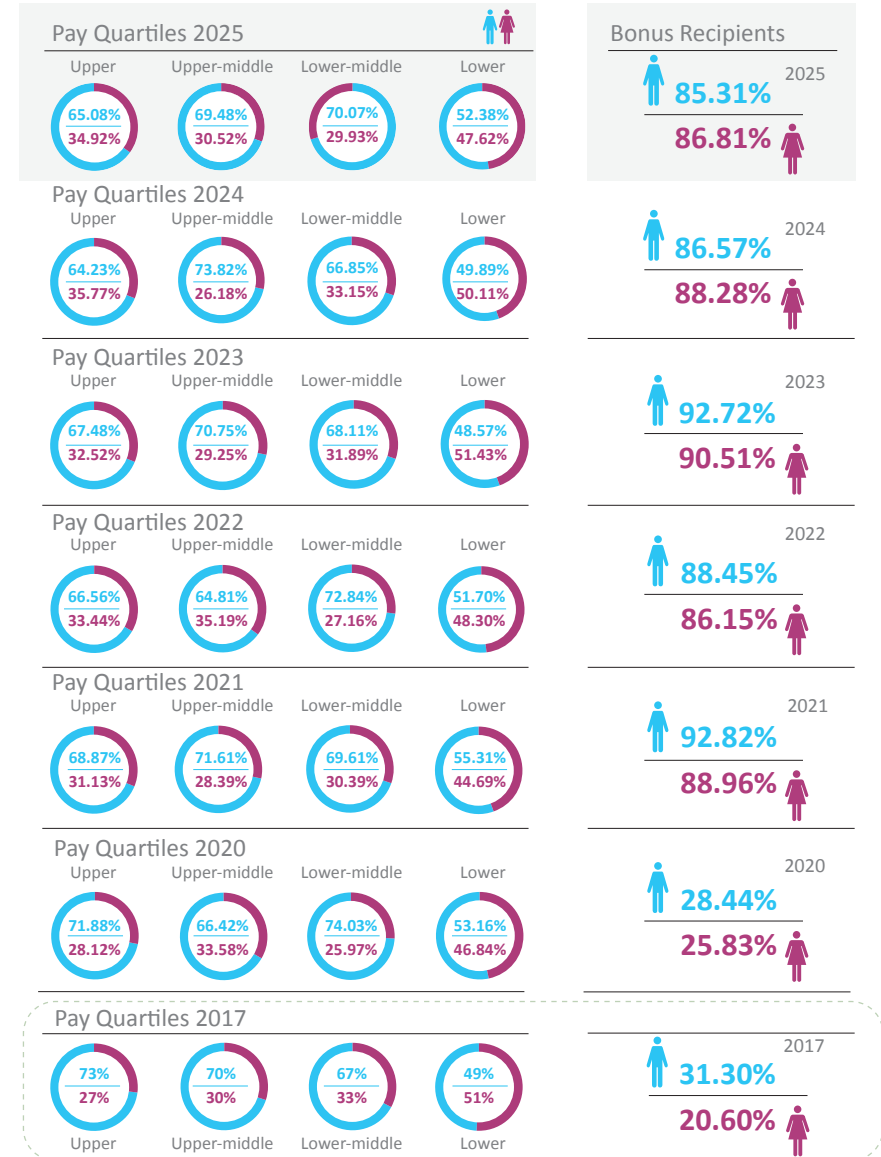 Pay Quartiles 2025
Upper Upper-middle Lower-middle Lower
65.08% 69.48% 70.07% 52.38%
34.92% 30.52% 29.93% 47.62%
Bonus Recipients
2025
85.31%
86.81%
Pay Quartiles 2024
Upper Upper-middle Lower-middle Lower
64.23% 73.82% 66.85% 49.89%
35.77% 26.18% 33.15% 50.11%
2024
86.57%
88.28%
Pay Quartiles 2023
Upper Upper-middle Lower-middle Lower
67.48% 70.75% 68.11% 48.57%
32.52% 29.25% 31.89% 51.43%
2023
92.72%
90.51%
Pay Quartiles 2022
Upper Upper-middle Lower-middle Lower
66.56% 64.81% 72.84% 51.70%
33.44% 35.19% 27.16% 48.30%
2022
88.45%
86.15%
Pay Quartiles 2021
Upper Upper-middle Lower-middle Lower
68.87% 71.61% 69.61% 55.31%
31.13% 28.39% 30.39% 44.69%
2021
92.82%
88.96%
Pay Quartiles 2020
Upper Upper-middle Lower-middle Lower
71.88% 66.42% 74.03% 53.16%
28.12% 33.58% 25.97% 46.84%
2020
28.44%
25.83%
Pay Quartiles 2017
73% 70% 67% 49%
27% 30% 33% 51%
Upper Upper-middle Lower-middle Lower
2017
31.30%
20.60%